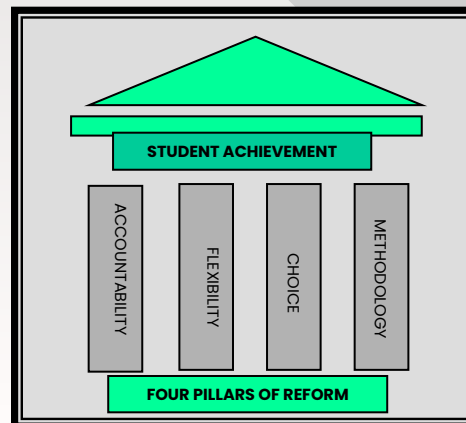 STUDENT ACHIEVEMENT
ACCOUNTABILITY
FLEXIBILITY
CHOICE
METHODOLOGY
FOUR PILLARS OF REFORM